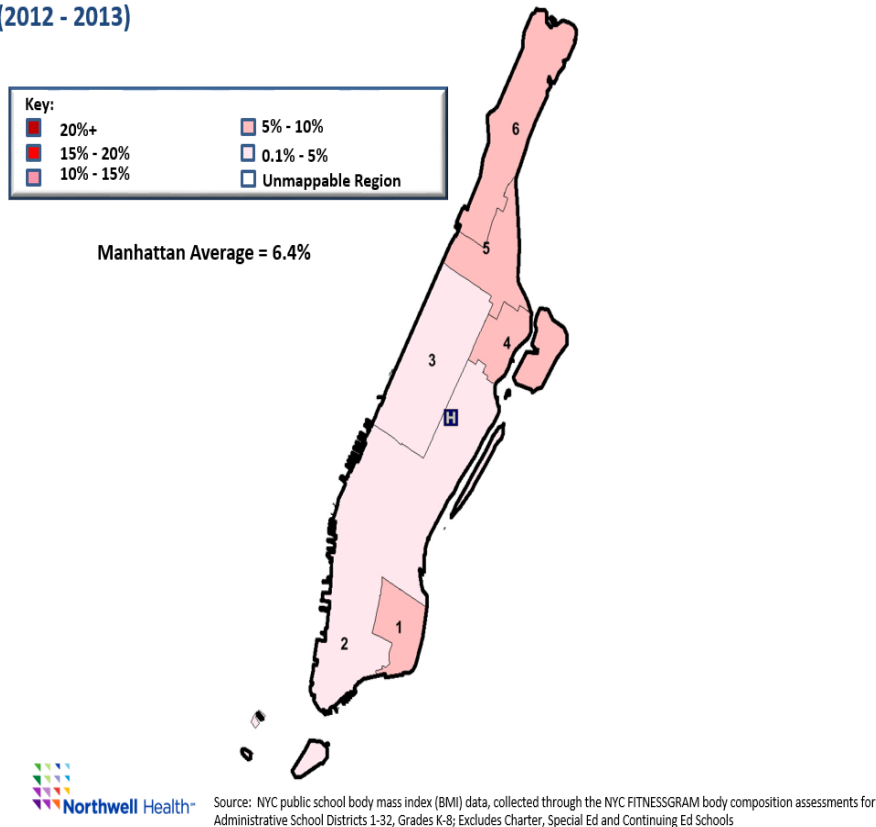 (2012 - 2013)
Key:
20%+
15% - 20%
10% - 15%
5% - 10%
0.1% - 5%
Unmappable Region
Manhattan Average = 6.4%
6
5
4
3
H
1
2
Northwell Health
Source:  NYC public school body mass index (BMI) data, collected through the NYC FITNESSGRAM body composition assessments for
Administrative School Districts 1-32, Grades K-8; Excludes Charter, Special Ed and Continuing Ed Schools